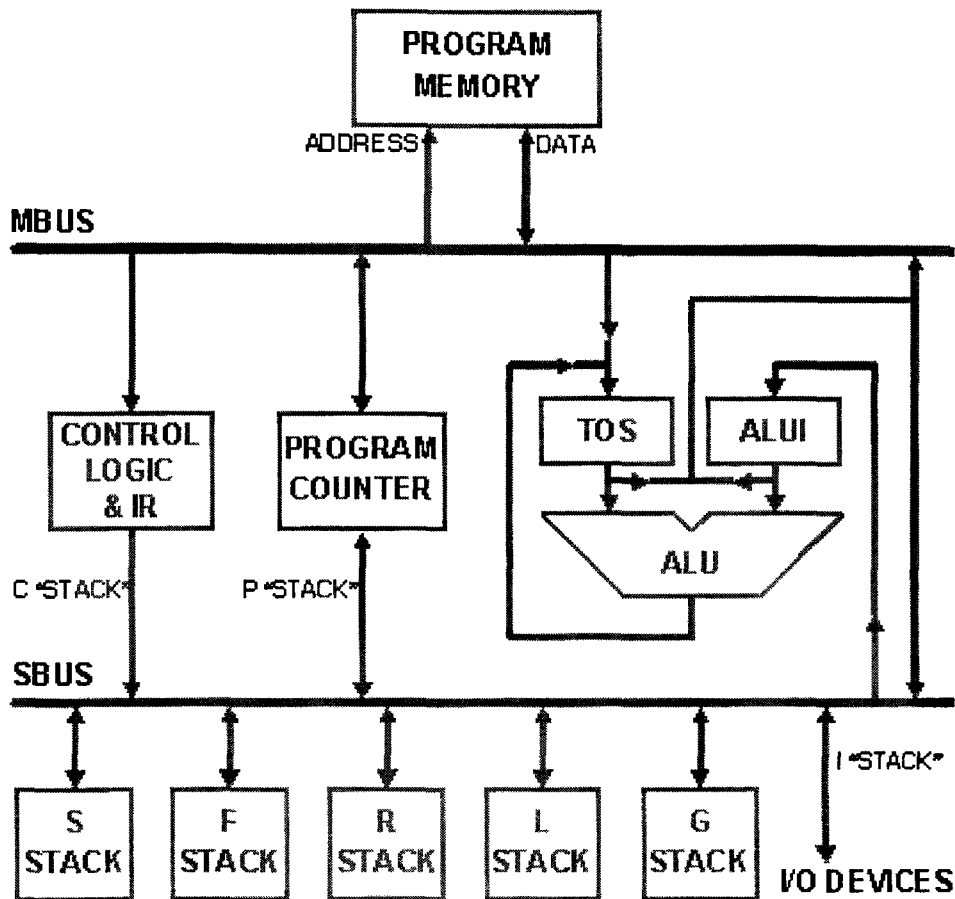 PROGRAM
MEMORY
ADDRESS
DATA
MBUS
CONTROL
LOGIC
& IR
PROGRAM
COUNTER
TOS
ALUI
ALU
C "STACK"
P "STACK"
SBUS
I "STACK"
S
STACK
F
STACK
R
STACK
L
STACK
G
STACK
I/O DEVICES